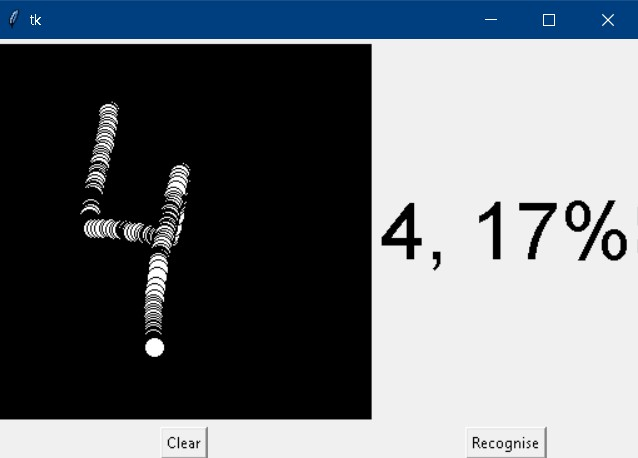 tk
4
4, 17%
Clear
Recognise